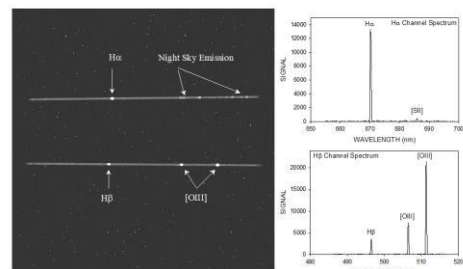 Hα
Night Sky Emission
Hβ
[OIII]
Hα
Hα Channel Spectrum
14000
12000
10000
8000
6000
4000
2000
0
SIGNAL
[SII]
650
660
670
680
690
700
WAVELENGTH (nm)
Hβ Channel Spectrum
[OIII]
20000
15000
10000
5000
0
SIGNAL
[OIII]
Hβ
480
490
500
510
520